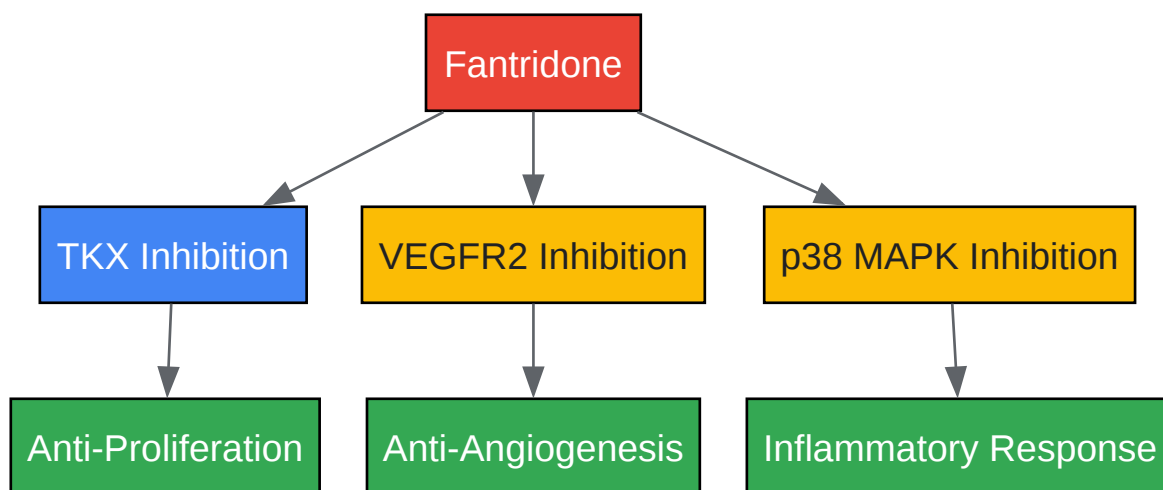 Fantridone
TKX Inhibition
VEGFR2 Inhibition
p38 MAPK Inhibition
Anti-Proliferation
Anti-Angiogenesis
Inflammatory Response